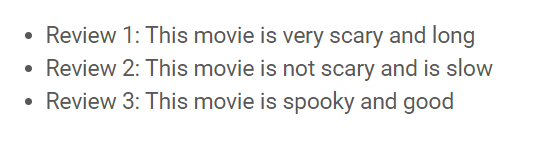 • Review 1: This movie is very scary and long
• Review 2: This movie is not scary and is slow
• Review 3: This movie is spooky and good